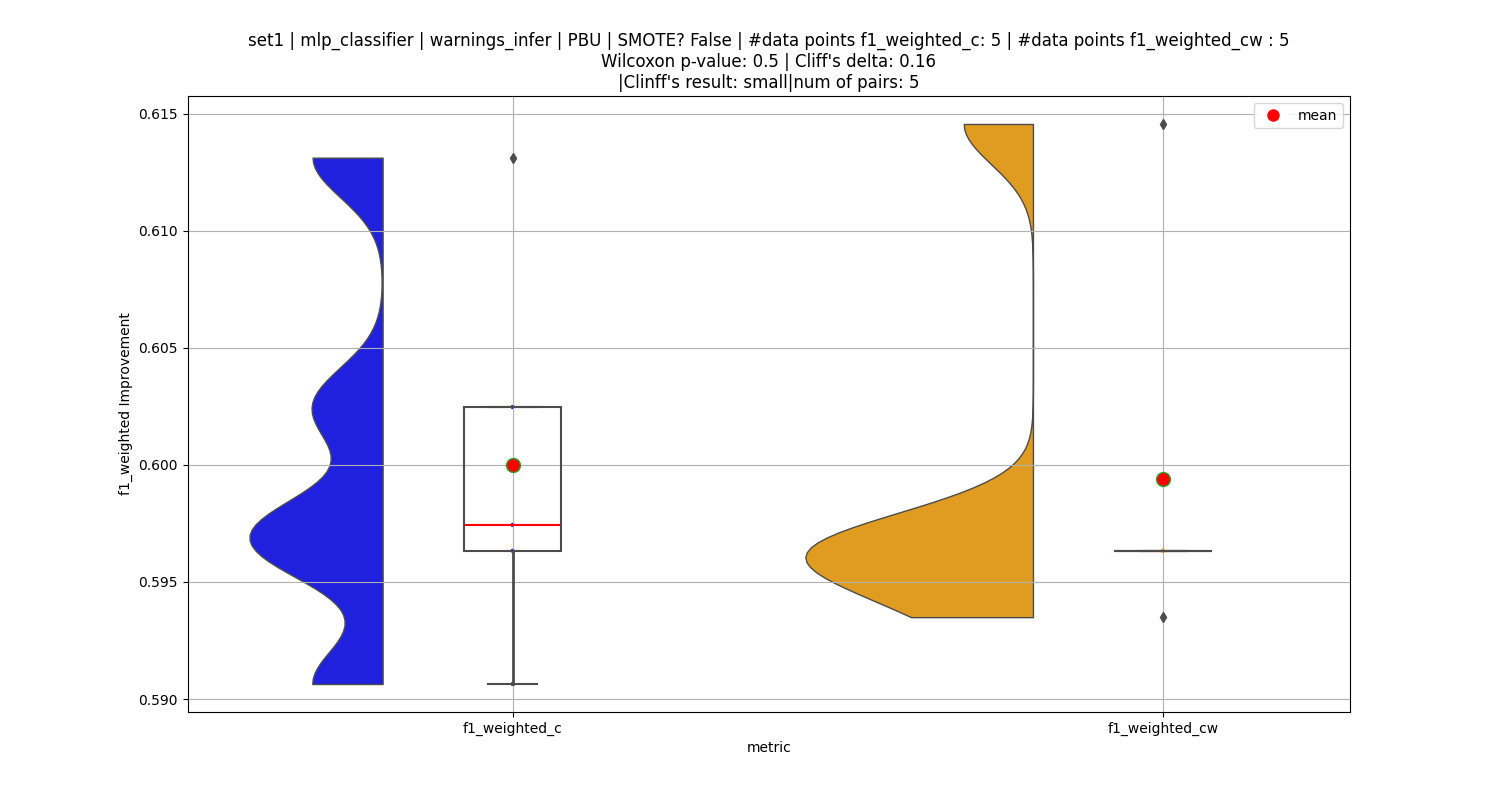 set1 | mlp_classifier | warnings_infer | PBU | SMOTE? False | #data points f1_weighted_c: 5 | #data points f1_weighted_cw : 5
Wilcoxon p-value: 0.5 | Cliff's delta: 0.16
|Clinff's result: small|num of pairs: 5
mean
0.615
0.610
0.605
0.600
0.595
0.590
f1_weighted Improvement
f1_weighted_c
f1_weighted_cw
metric